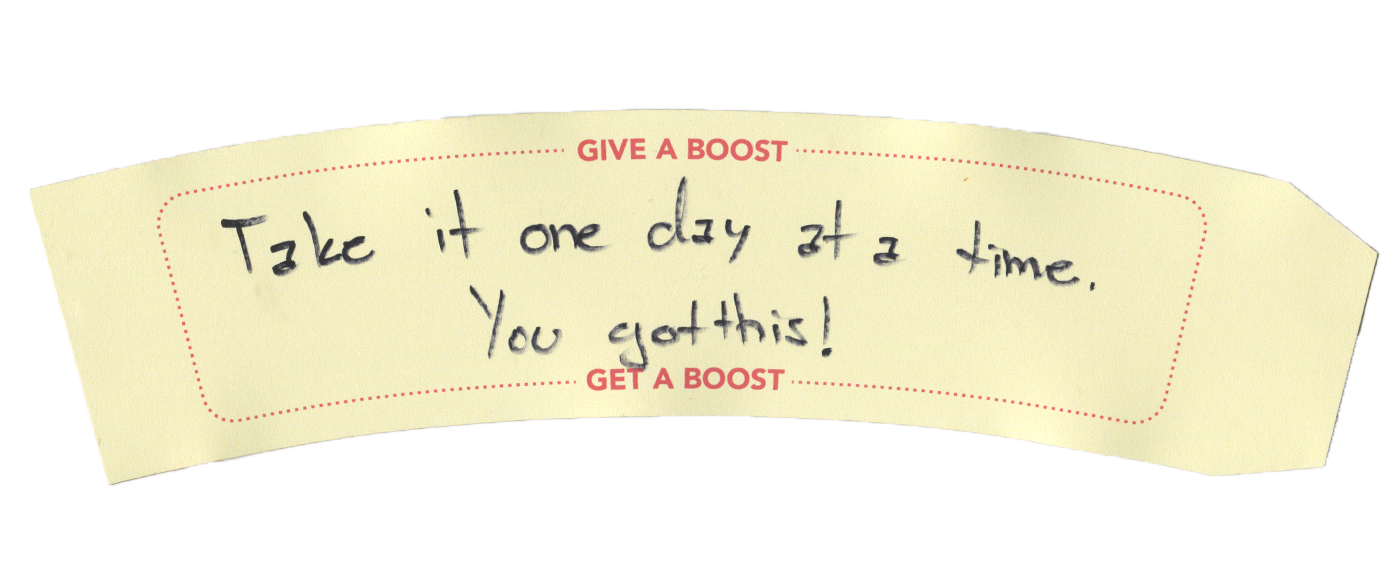 GIVE A BOOST
Take it one day at a time.
You got this!
GET A BOOST